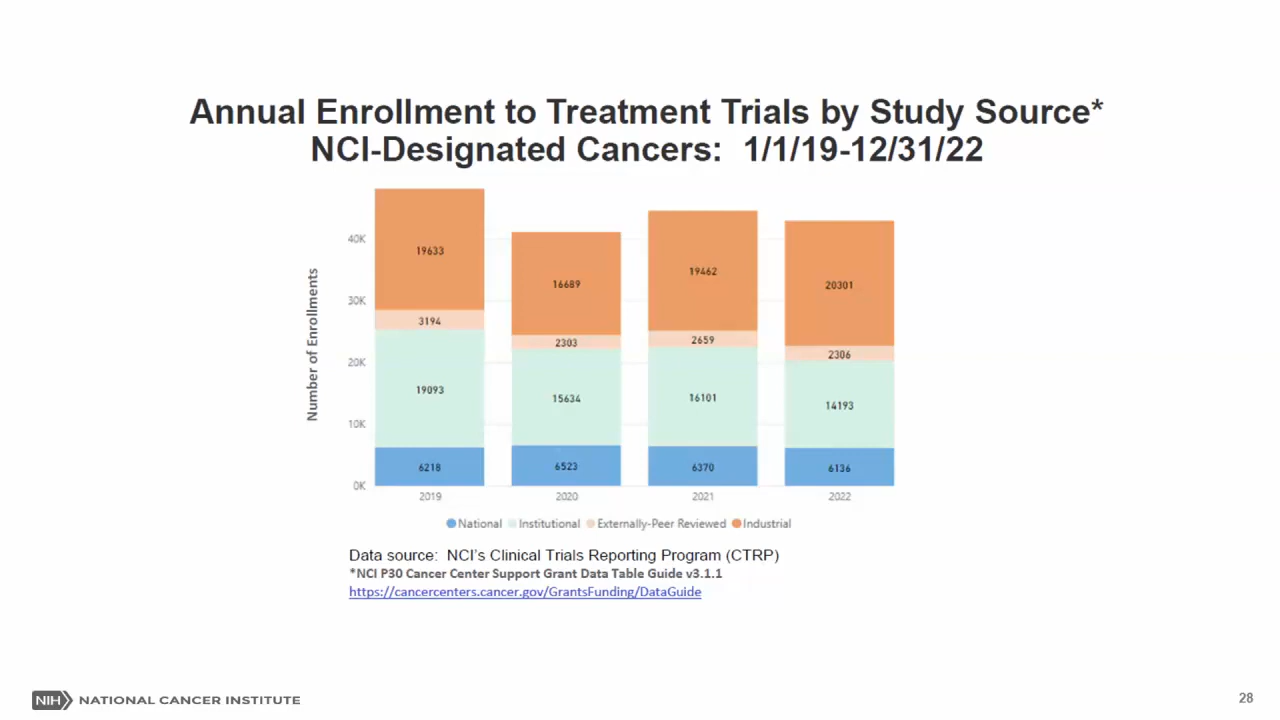 Annual Enrollment to Treatment Trials by Study Source*
NCI-Designated Cancers: 1/1/19-12/31/22
Number of Enrollments
40K
30K
20K
10K
0K
19633
3194
19093
6218
16689
2303
15634
6523
19462
2659
16101
6370
20301
2306
14193
6136
2019 2020 2021 2022
National Institutional Externally-Peer Reviewed Industrial
Data source: NCI's Clinical Trials Reporting Program (CTRP)
*NCI P30 Cancer Center Support Grant Data Table Guide v3.1.1
https://cancercenters.cancer.gov/GrantsFunding/DataGuide
NIH NATIONAL CANCER INSTITUTE
28